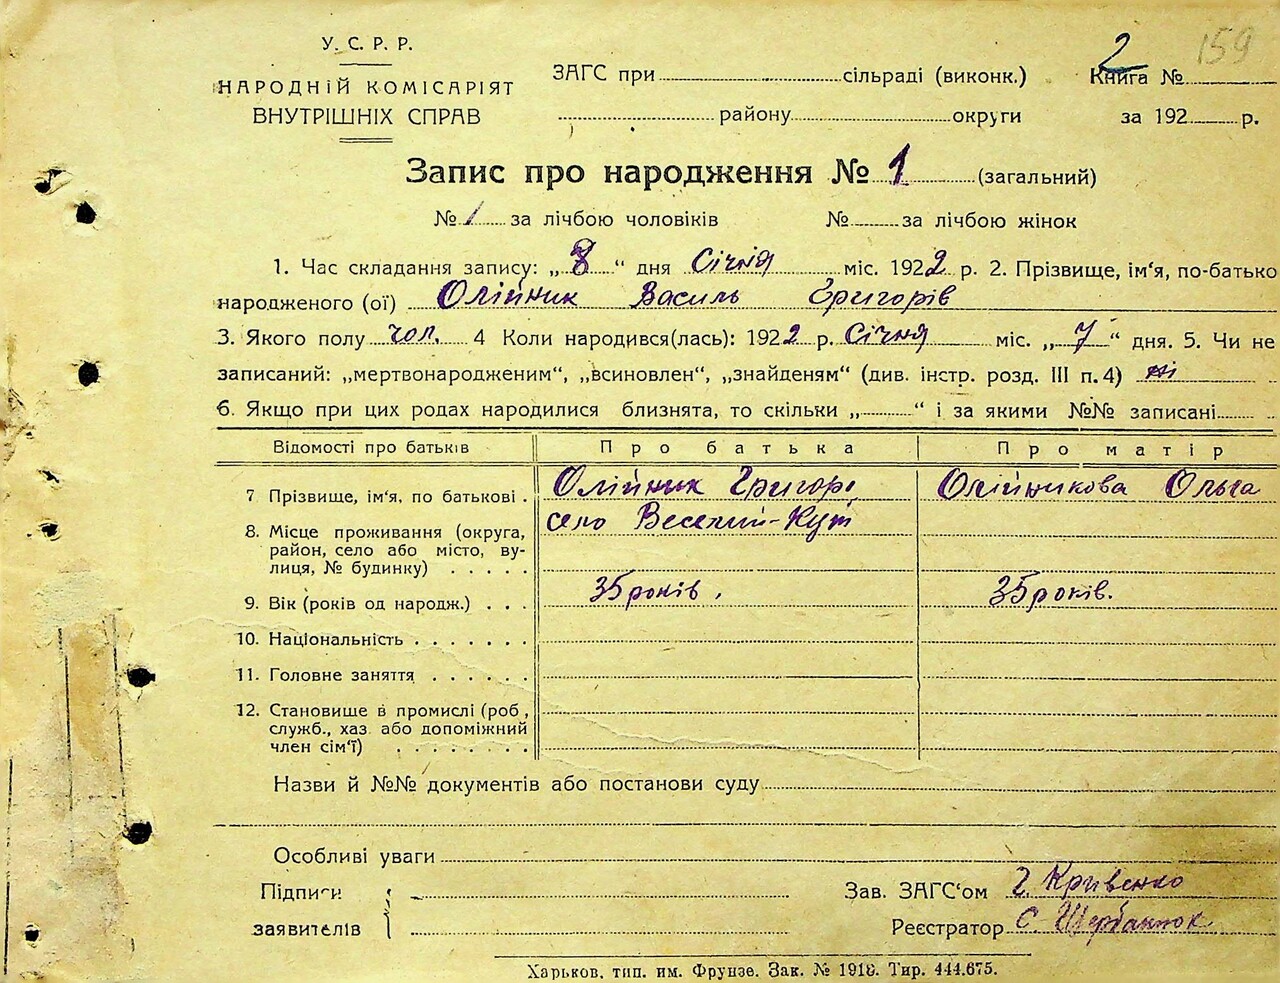 У. С. Р. Р.
НАРОДНІЙ КОМІСАРІЯТ
ВНУТРІШНІХ СПРАВ
ЗАГС при сільраді (виконк.)
району округи
2
159
Книга №
за 192 р.
Запис про народження № 1 (загальний)
№ 1 за лічбою чоловіків № за лічбою жінок
1. Час складання запису: „8“ дня Січня міс. 1922 р. 2. Прізвище, ім‘я, по-батько
народженого (ої) Олійник Василь Григорів
3. Якого полу чол. 4 Коли народився(лась): 1922 р. Січня міс. „7“ дня. 5. Чи не
записаний: „мертвонародженим“, „всиновлен“, „знайденям“ (див. інстр. розд. III п. 4) ні
6. Якщо при цих родах народилися близнята, то скільки „ “ і за якими №№ записані
Відомості про батьків Про батька Про матір
7 Прізвище, ім‘я, по батькові . Олійник Григорі Олійникова Ольга
8. Місце проживання (округа, село Веселий-Кут
район, село або місто, ву-
лиця, № будинку) . . . . .
9. Вік (років од народж.) . . . 35 років. 35 років.
10. Національність . . . . . . .
11. Головне заняття . . . . . .
12. Становище в промислі (роб,
служб., хаз або допоміжний
член сім‘ї) . . . . . . . .
Назви й №№ документів або постанови суду
Особливі уваги
Підписи
заявителів
Зав. ЗАГС‘ом Г. Кривенко
Реєстратор С. Щербанюк
Харьков, тип. им. Фрунзе. Зак. № 1918. Тир. 444.675.